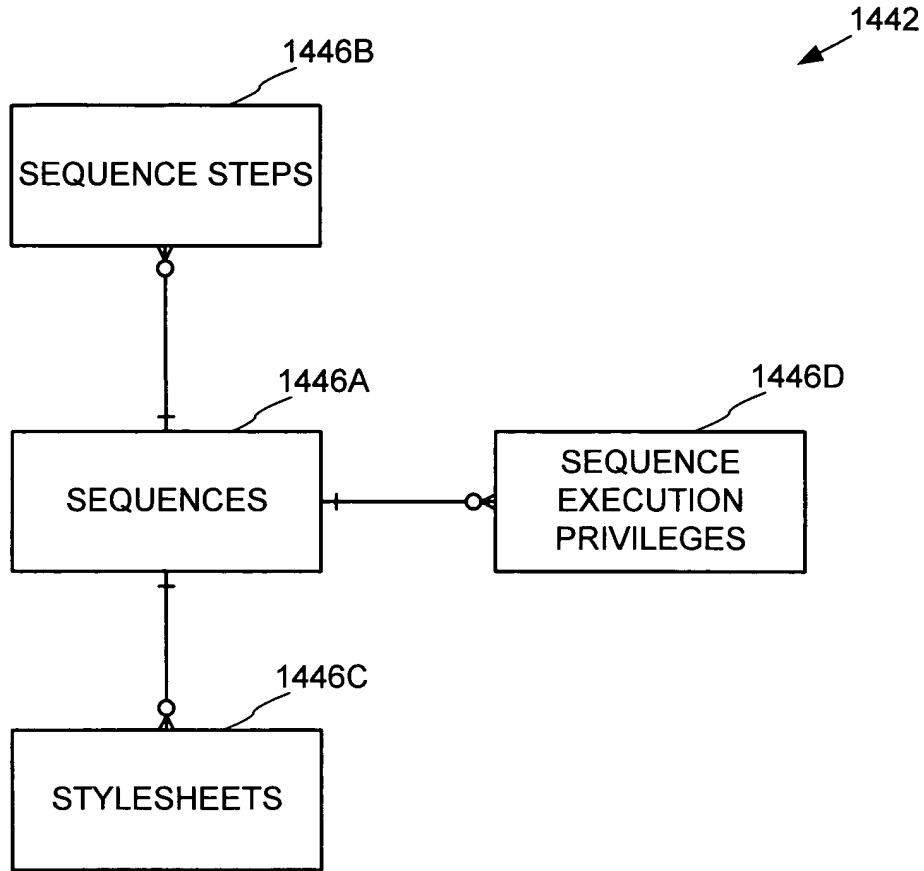 1442
1446B
SEQUENCE STEPS
1446A
SEQUENCES
1446D
SEQUENCE
EXECUTION
PRIVILEGES
1446C
STYLESHEETS